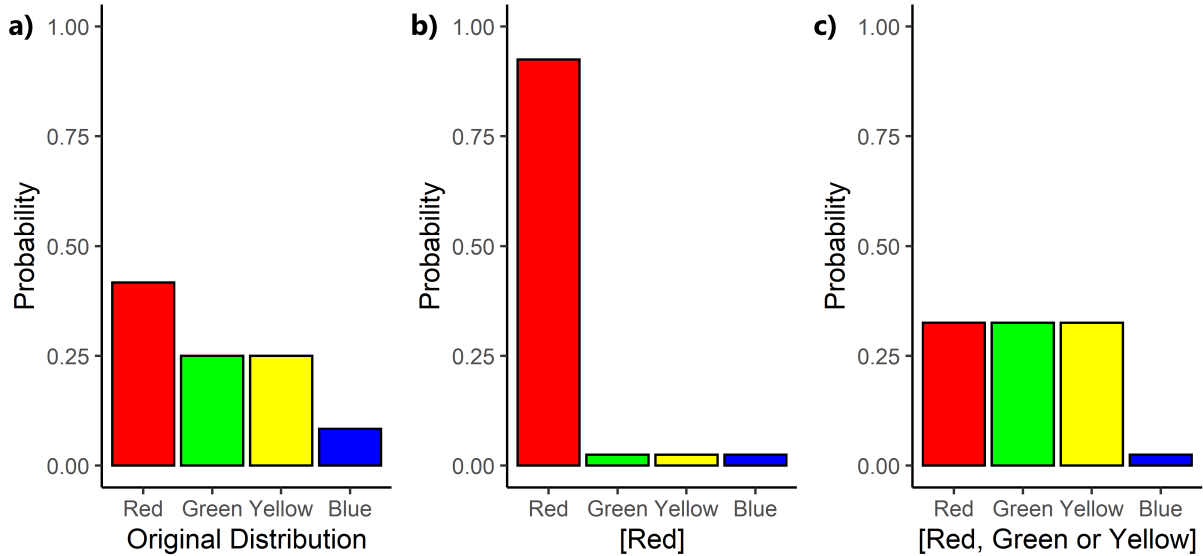 a)
1.00
0.75
0.50
0.25
0.00
Probability
Red Green Yellow Blue
Original Distribution
b)
1.00
0.75
0.50
0.25
0.00
Probability
Red Green Yellow Blue
[Red]
c)
1.00
0.75
0.50
0.25
0.00
Probability
Red Green Yellow Blue
[Red, Green or Yellow]